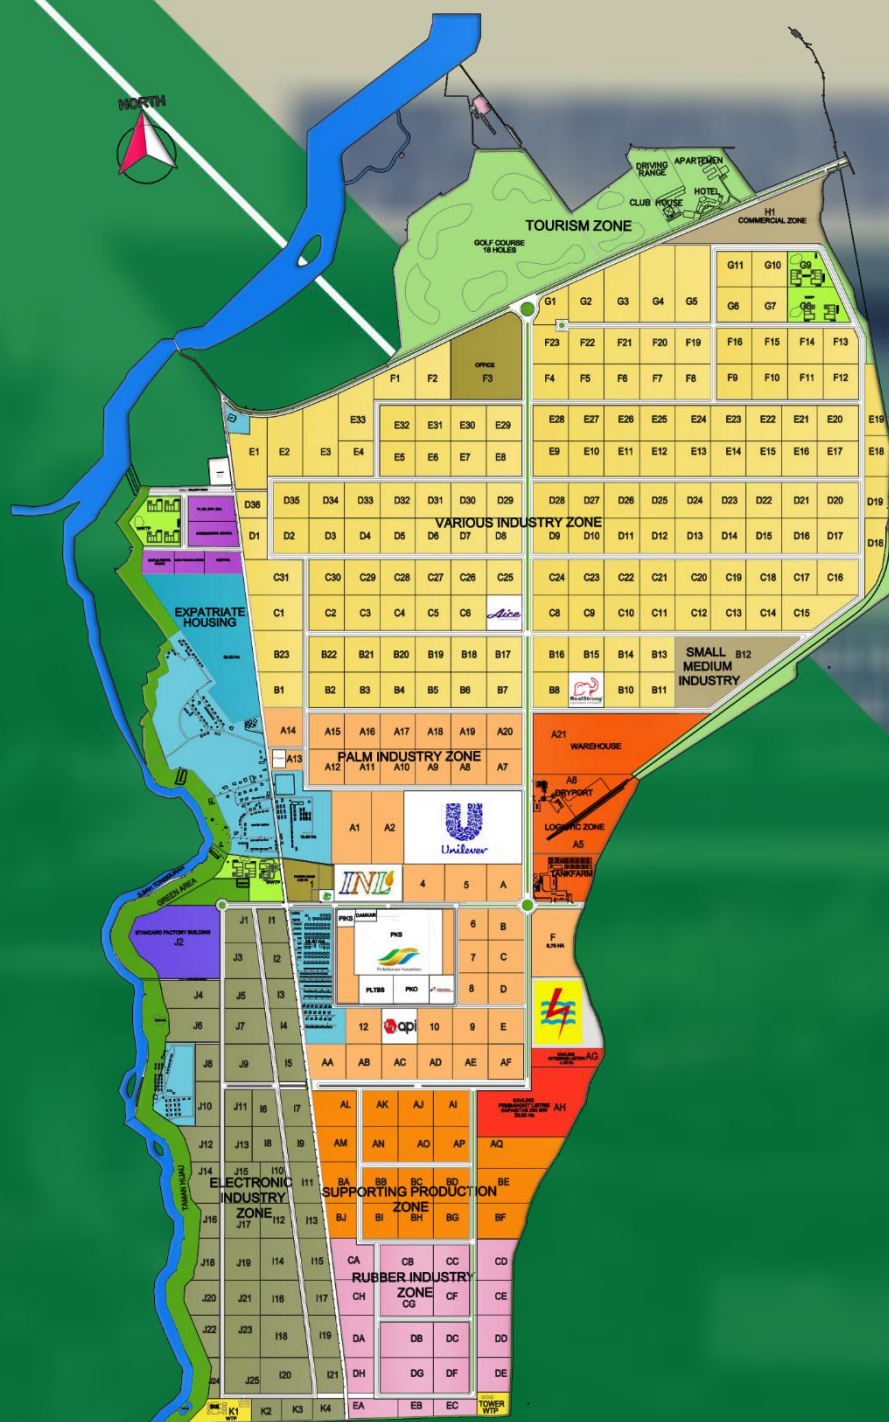 NORTH
DRIVING
RANGE
APARTEMEN
CLUB HOUSE
HOTEL
TOURISM ZONE
H1
COMMERCIAL ZONE
GOLF COURSE
18 HOLES
G11 G10 G9
G1 G2 G3 G4 G5 G6 G7 G8
F23 F22 F21 F20 F19 F16 F15 F14 F13
OFFICE
F1 F2 F3 F4 F5 F6 F7 F8 F9 F10 F11 F12
E33 E32 E31 E30 E29 E28 E27 E26 E25 E24 E23 E22 E21 E20 E19
E1 E2 E3 E4 E5 E6 E7 E8 E9 E10 E11 E12 E13 E14 E15 E16 E17 E18
D36 D35 D34 D33 D32 D31 D30 D29 D28 D27 D26 D25 D24 D23 D22 D21 D20 D19
VARIOUS INDUSTRY ZONE
WWTP
D1 D2 D3 D4 D5 D6 D7 D8 D9 D10 D11 D12 D13 D14 D15 D16 D17 D18
C31 C30 C29 C28 C27 C26 C25 C24 C23 C22 C21 C20 C19 C18 C17 C16
EXPATRIATE
HOUSING
C1 C2 C3 C4 C5 C6 Aice C8 C9 C10 C11 C12 C13 C14 C15
B23 B22 B21 B20 B19 B18 B17 B16 B15 B14 B13
SMALL
MEDIUM
INDUSTRY
B12
B1 B2 B3 B4 B5 B6 B7 B8 RealStrong B10 B11
A14 A15 A16 A17 A18 A19 A20 A21
WAREHOUSE
PALM INDUSTRY ZONE
A13 A12 A11 A10 A9 A8 A7 A6
DRYPORT
LOGISTIC ZONE
A1 A2 Unilever A5
TANKFARM
GREEN AREA
WWTP
1 INL 4 5 A
J1 I1 PKS 6 B
STANDARD FACTORY BUILDING
J2
F
J3 I2 7 C
J4 J5 I3 PLTBS PKO 8 D
J6 J7 I4 12 api 10 9 E
J8 J9 I5 AA AB AC AD AE AF AG
KAVLING
PEMBANGKIT LISTRIK
AH
J10 J11 I6 I7 AL AK AJ AI
J12 J13 I8 I9 AM AN AO AP AQ
TAMAN HIJAU
J14 J15 I10 I11 BA BB BC BD BE
ELECTRONIC
INDUSTRY
ZONE
SUPPORTING PRODUCTION
ZONE
J16 J17 I12 I13 BJ BI BH BG BF
J18 J19 I14 I15 CA CB CC CD
RUBBER INDUSTRY
ZONE
J20 J21 I16 I17 CH CG CF CE
J22 J23 I18 I19 DA DB DC DD
J24 J25 I20 I21 DH DG DF DE
K1
WTP
K2 K3 K4 EA EB EC
TOWER
WTP